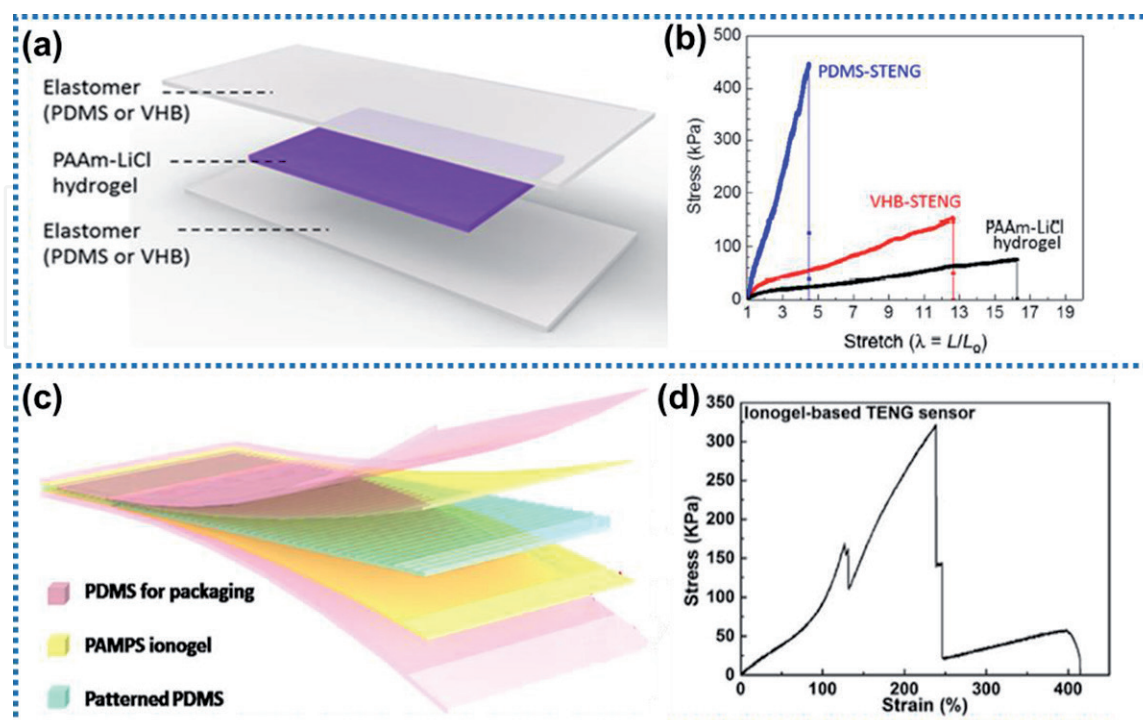 (a)
Elastomer
(PDMS or VHB)
PAAm-LiCl
hydrogel
Elastomer
(PDMS or VHB)
(b)
500
400
300
200
100
0
Stress (kPa)
PDMS-STENG
VHB-STENG
PAAm-LiCl
hydrogel
1 3 5 7 9 11 13 15 17 19
Stretch (λ = L/L₀)
(c)
PDMS for packaging
PAMPS ionogel
Patterned PDMS
(d)
Ionogel-based TENG sensor
350
300
250
200
150
100
50
0
Stress (KPa)
0 100 200 300 400
Strain (%)